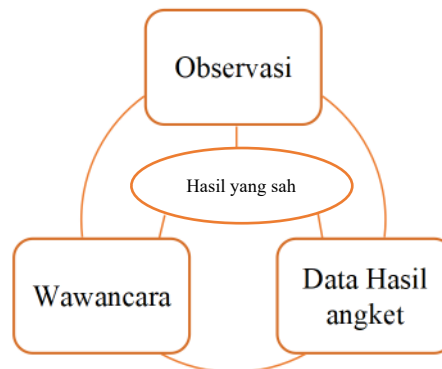 Observasi
Hasil yang sah
Wawancara
Data Hasil
angket